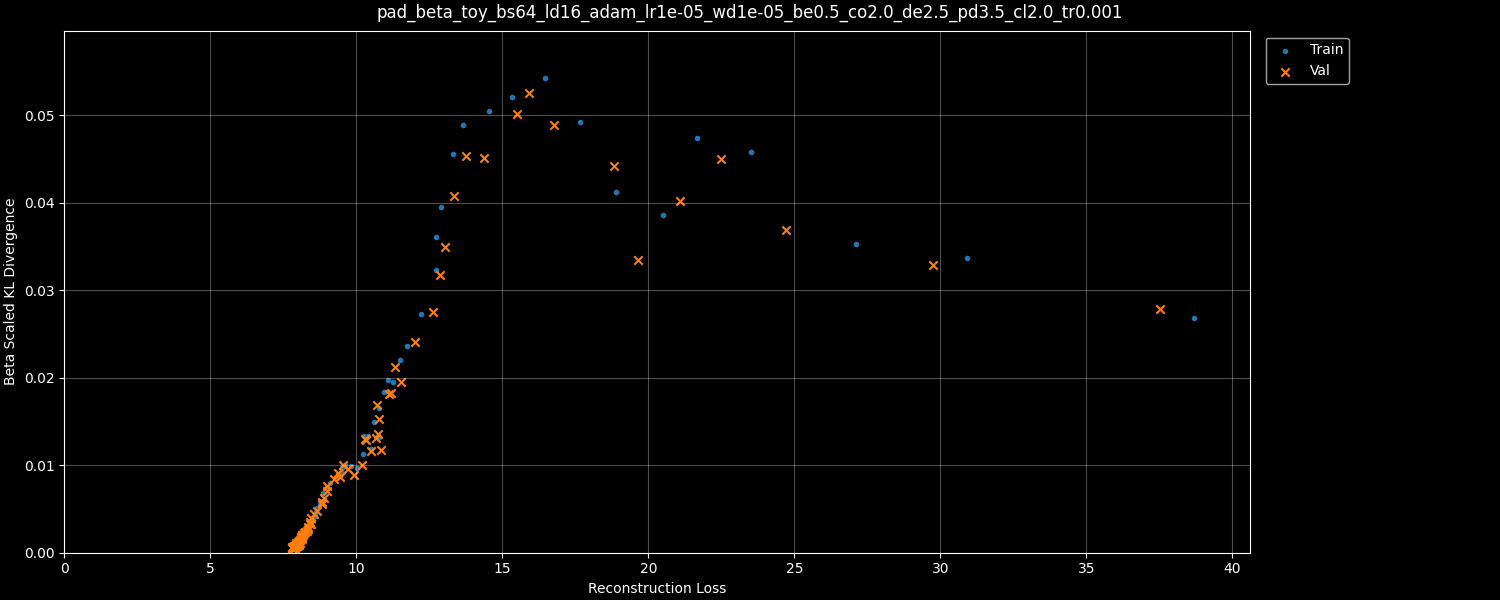 pad_beta_toy_bs64_ld16_adam_lr1e-05_wd1e-05_be0.5_co2.0_de2.5_pd3.5_cl2.0_tr0.001
Train
Val
Beta Scaled KL Divergence
0.05
0.04
0.03
0.02
0.01
0.00
0 5 10 15 20 25 30 35 40
Reconstruction Loss